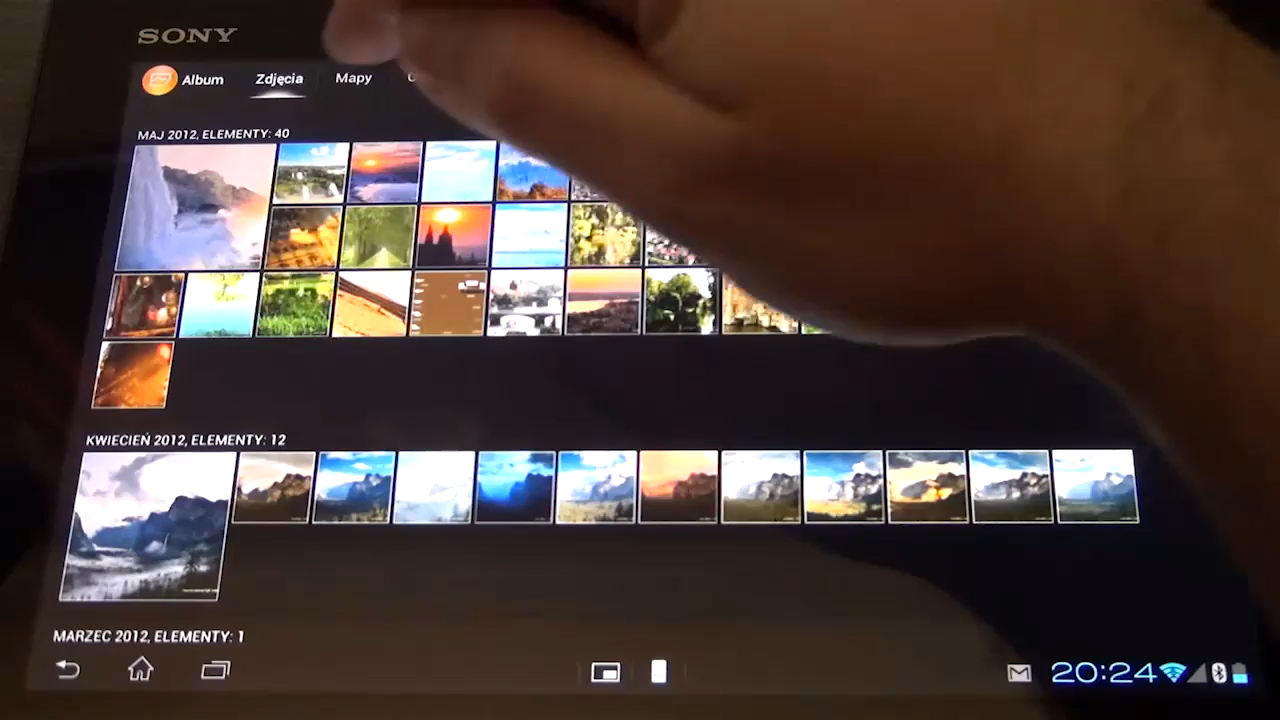 SONY
Album Zdjęcia Mapy
MAJ 2012, ELEMENTY: 40
KWIECIEŃ 2012, ELEMENTY: 12
MARZEC 2012, ELEMENTY: 1
20:24